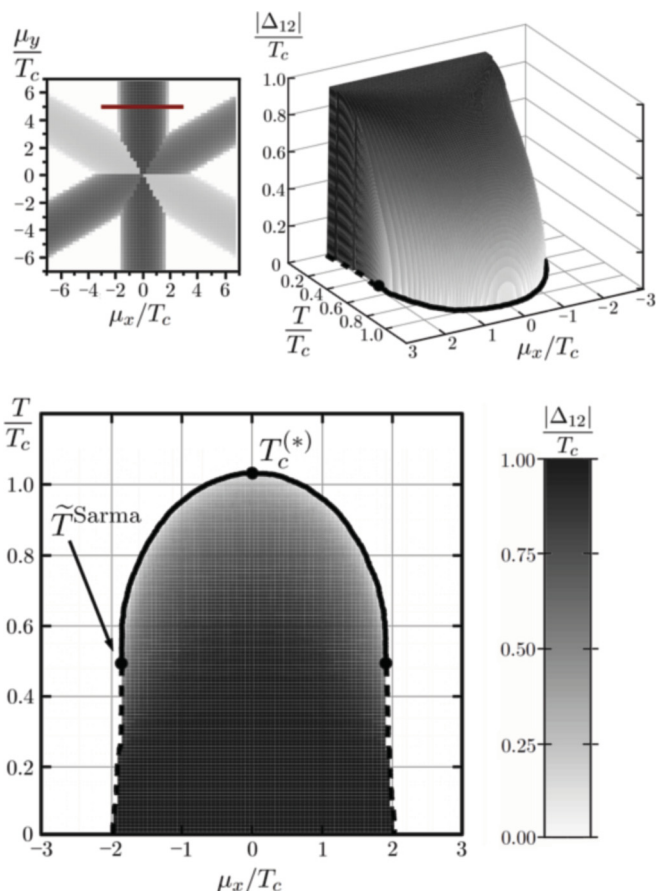 μ_y/T_c
6
4
2
0
−2
−4
−6
−6 −4 −2 0 2 4 6
μ_x/T_c
|Δ_12|/T_c
1.0
0.8
0.6
0.4
0.2
0
0.2
0.4
0.6
0.8
1.0
T/T_c
3 2 1 0 −1 −2 −3
μ_x/T_c
T/T_c
T_c^(*)
T̃^Sarma
1.0
0.8
0.6
0.4
0.2
0
−3 −2 −1 0 1 2 3
μ_x/T_c
|Δ_12|/T_c
1.00
0.75
0.50
0.25
0.00